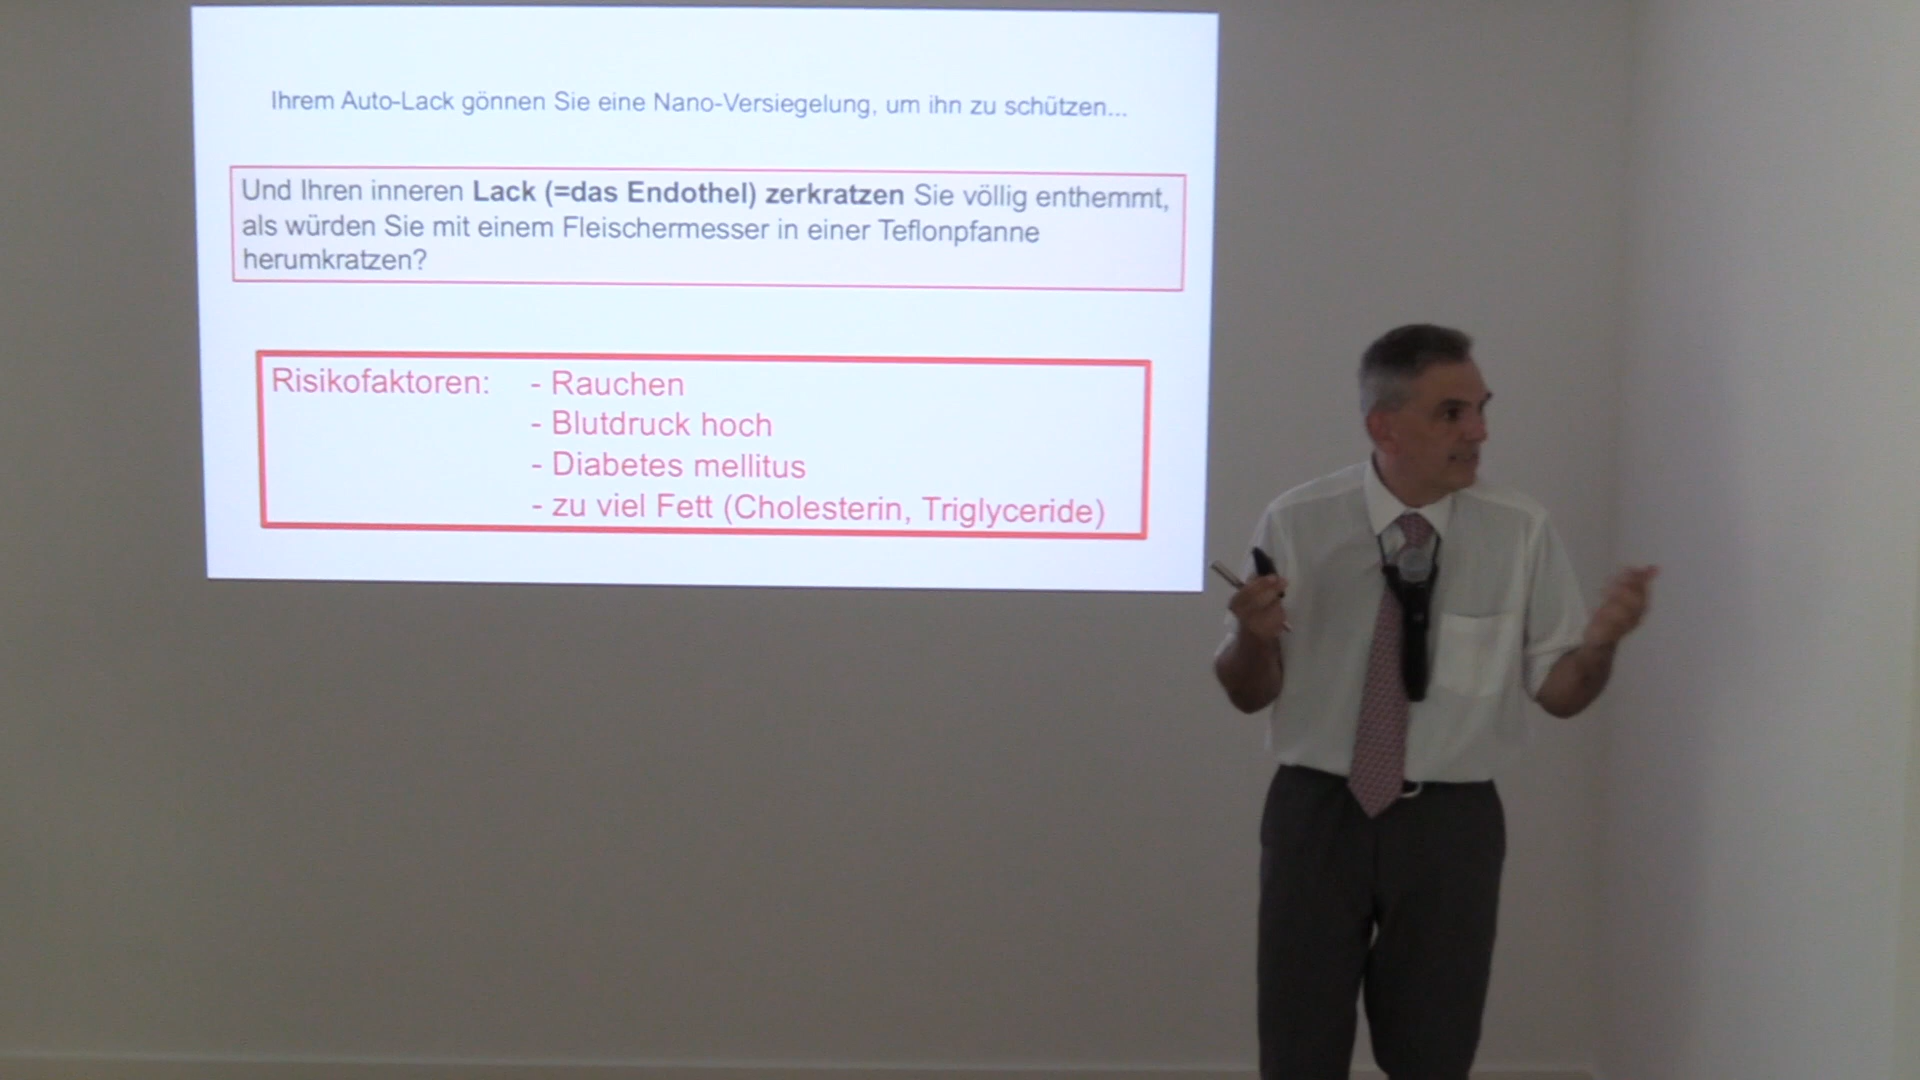 Ihrem Auto-Lack gönnen Sie eine Nano-Versiegelung, um ihn zu schützen...
Und Ihren inneren Lack (=das Endothel) zerkratzen Sie völlig enthemmt,
als würden Sie mit einem Fleischermesser in einer Teflonpfanne
herumkratzen?
Risikofaktoren: - Rauchen
- Blutdruck hoch
- Diabetes mellitus
- zu viel Fett (Cholesterin, Triglyceride)